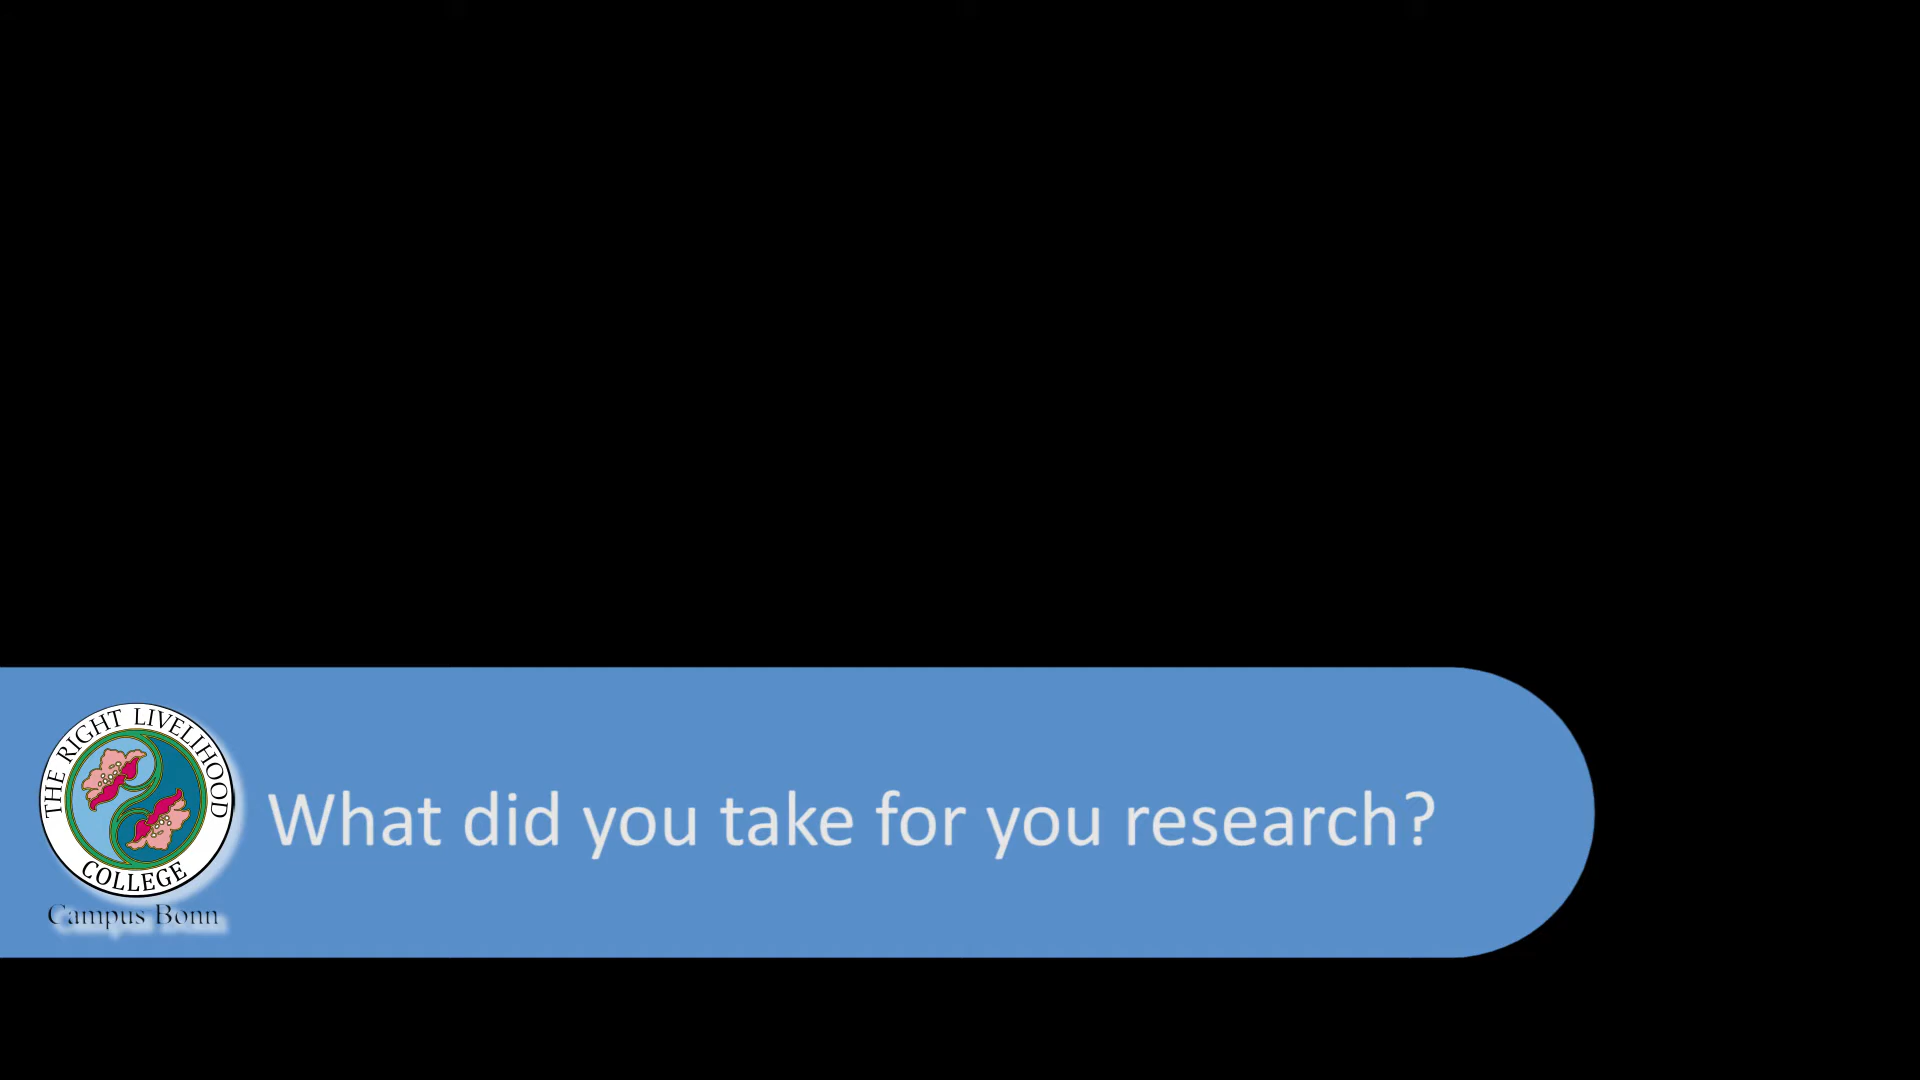 THE RIGHT LIVELIHOOD
COLLEGE
Campus Bonn
What did you take for you research?